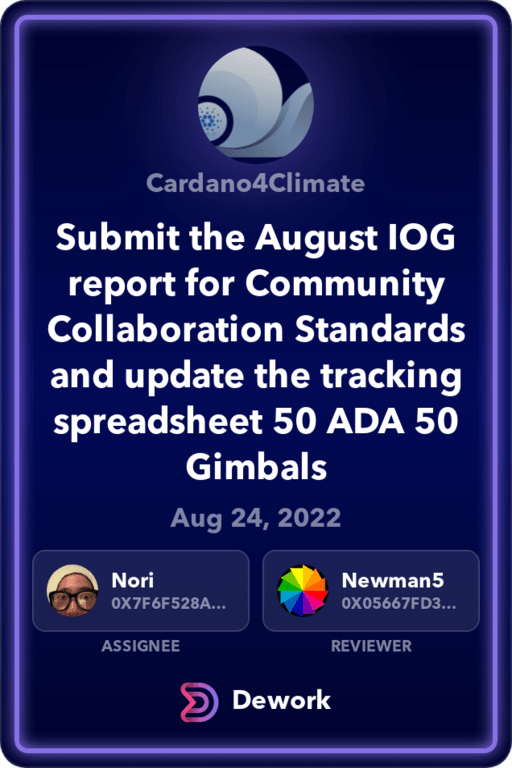 Cardano4Climate
Submit the August IOG
report for Community
Collaboration Standards
and update the tracking
spreadsheet 50 ADA 50
Gimbals
Aug 24, 2022
Nori
0X7F6F528A...
Newman5
0X05667FD3...
ASSIGNEE
REVIEWER
Dework